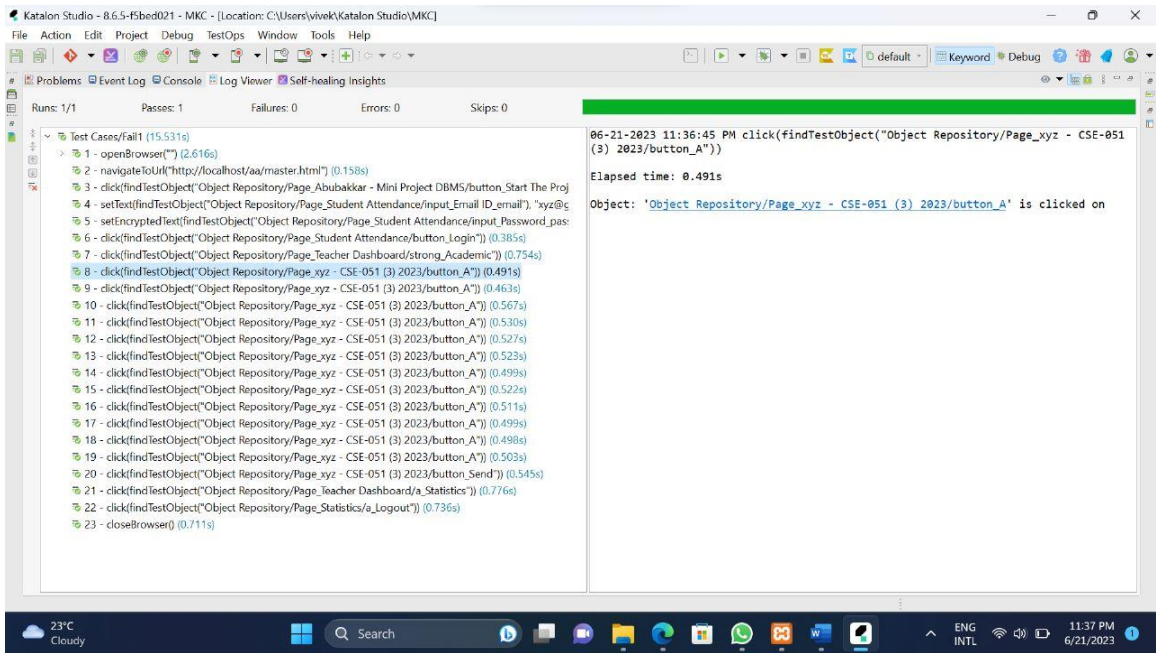 Katalon Studio - 8.6.5-f5bed021 - MKC - [Location: C:\Users\vivek\Katalon Studio\MKC]
File Action Edit Project Debug TestOps Window Tools Help
default Keyword Debug
Problems Event Log Console Log Viewer Self-healing Insights
Runs: 1/1 Passes: 1 Failures: 0 Errors: 0 Skips: 0
Test Cases/Fail1 (15.531s)
1 - openBrowser("") (2.616s)
2 - navigateToUrl("http://localhost/aa/master.html") (0.158s)
3 - click(findTestObject("Object Repository/Page_Abubakkar - Mini Project DBMS/button_Start The Proj
4 - setText(findTestObject("Object Repository/Page_Student Attendance/input_Email ID_email"), "xyz@g
5 - setEncryptedText(findTestObject("Object Repository/Page_Student Attendance/input_Password_pas:
6 - click(findTestObject("Object Repository/Page_Student Attendance/button_Login")) (0.385s)
7 - click(findTestObject("Object Repository/Page_Teacher Dashboard/strong_Academic")) (0.754s)
8 - click(findTestObject("Object Repository/Page_xyz - CSE-051 (3) 2023/button_A")) (0.491s)
9 - click(findTestObject("Object Repository/Page_xyz - CSE-051 (3) 2023/button_A")) (0.463s)
10 - click(findTestObject("Object Repository/Page_xyz - CSE-051 (3) 2023/button_A")) (0.567s)
11 - click(findTestObject("Object Repository/Page_xyz - CSE-051 (3) 2023/button_A")) (0.530s)
12 - click(findTestObject("Object Repository/Page_xyz - CSE-051 (3) 2023/button_A")) (0.527s)
13 - click(findTestObject("Object Repository/Page_xyz - CSE-051 (3) 2023/button_A")) (0.523s)
14 - click(findTestObject("Object Repository/Page_xyz - CSE-051 (3) 2023/button_A")) (0.499s)
15 - click(findTestObject("Object Repository/Page_xyz - CSE-051 (3) 2023/button_A")) (0.522s)
16 - click(findTestObject("Object Repository/Page_xyz - CSE-051 (3) 2023/button_A")) (0.511s)
17 - click(findTestObject("Object Repository/Page_xyz - CSE-051 (3) 2023/button_A")) (0.499s)
18 - click(findTestObject("Object Repository/Page_xyz - CSE-051 (3) 2023/button_A")) (0.498s)
19 - click(findTestObject("Object Repository/Page_xyz - CSE-051 (3) 2023/button_A")) (0.503s)
20 - click(findTestObject("Object Repository/Page_xyz - CSE-051 (3) 2023/button_Send")) (0.545s)
21 - click(findTestObject("Object Repository/Page_Teacher Dashboard/a_Statistics")) (0.776s)
22 - click(findTestObject("Object Repository/Page_Statistics/a_Logout")) (0.736s)
23 - closeBrowser() (0.711s)
06-21-2023 11:36:45 PM click(findTestObject("Object Repository/Page_xyz - CSE-051
(3) 2023/button_A"))
Elapsed time: 0.491s
Object: 'Object Repository/Page_xyz - CSE-051 (3) 2023/button_A' is clicked on
23°C
Cloudy
Search
ENG
INTL
11:37 PM
6/21/2023
1